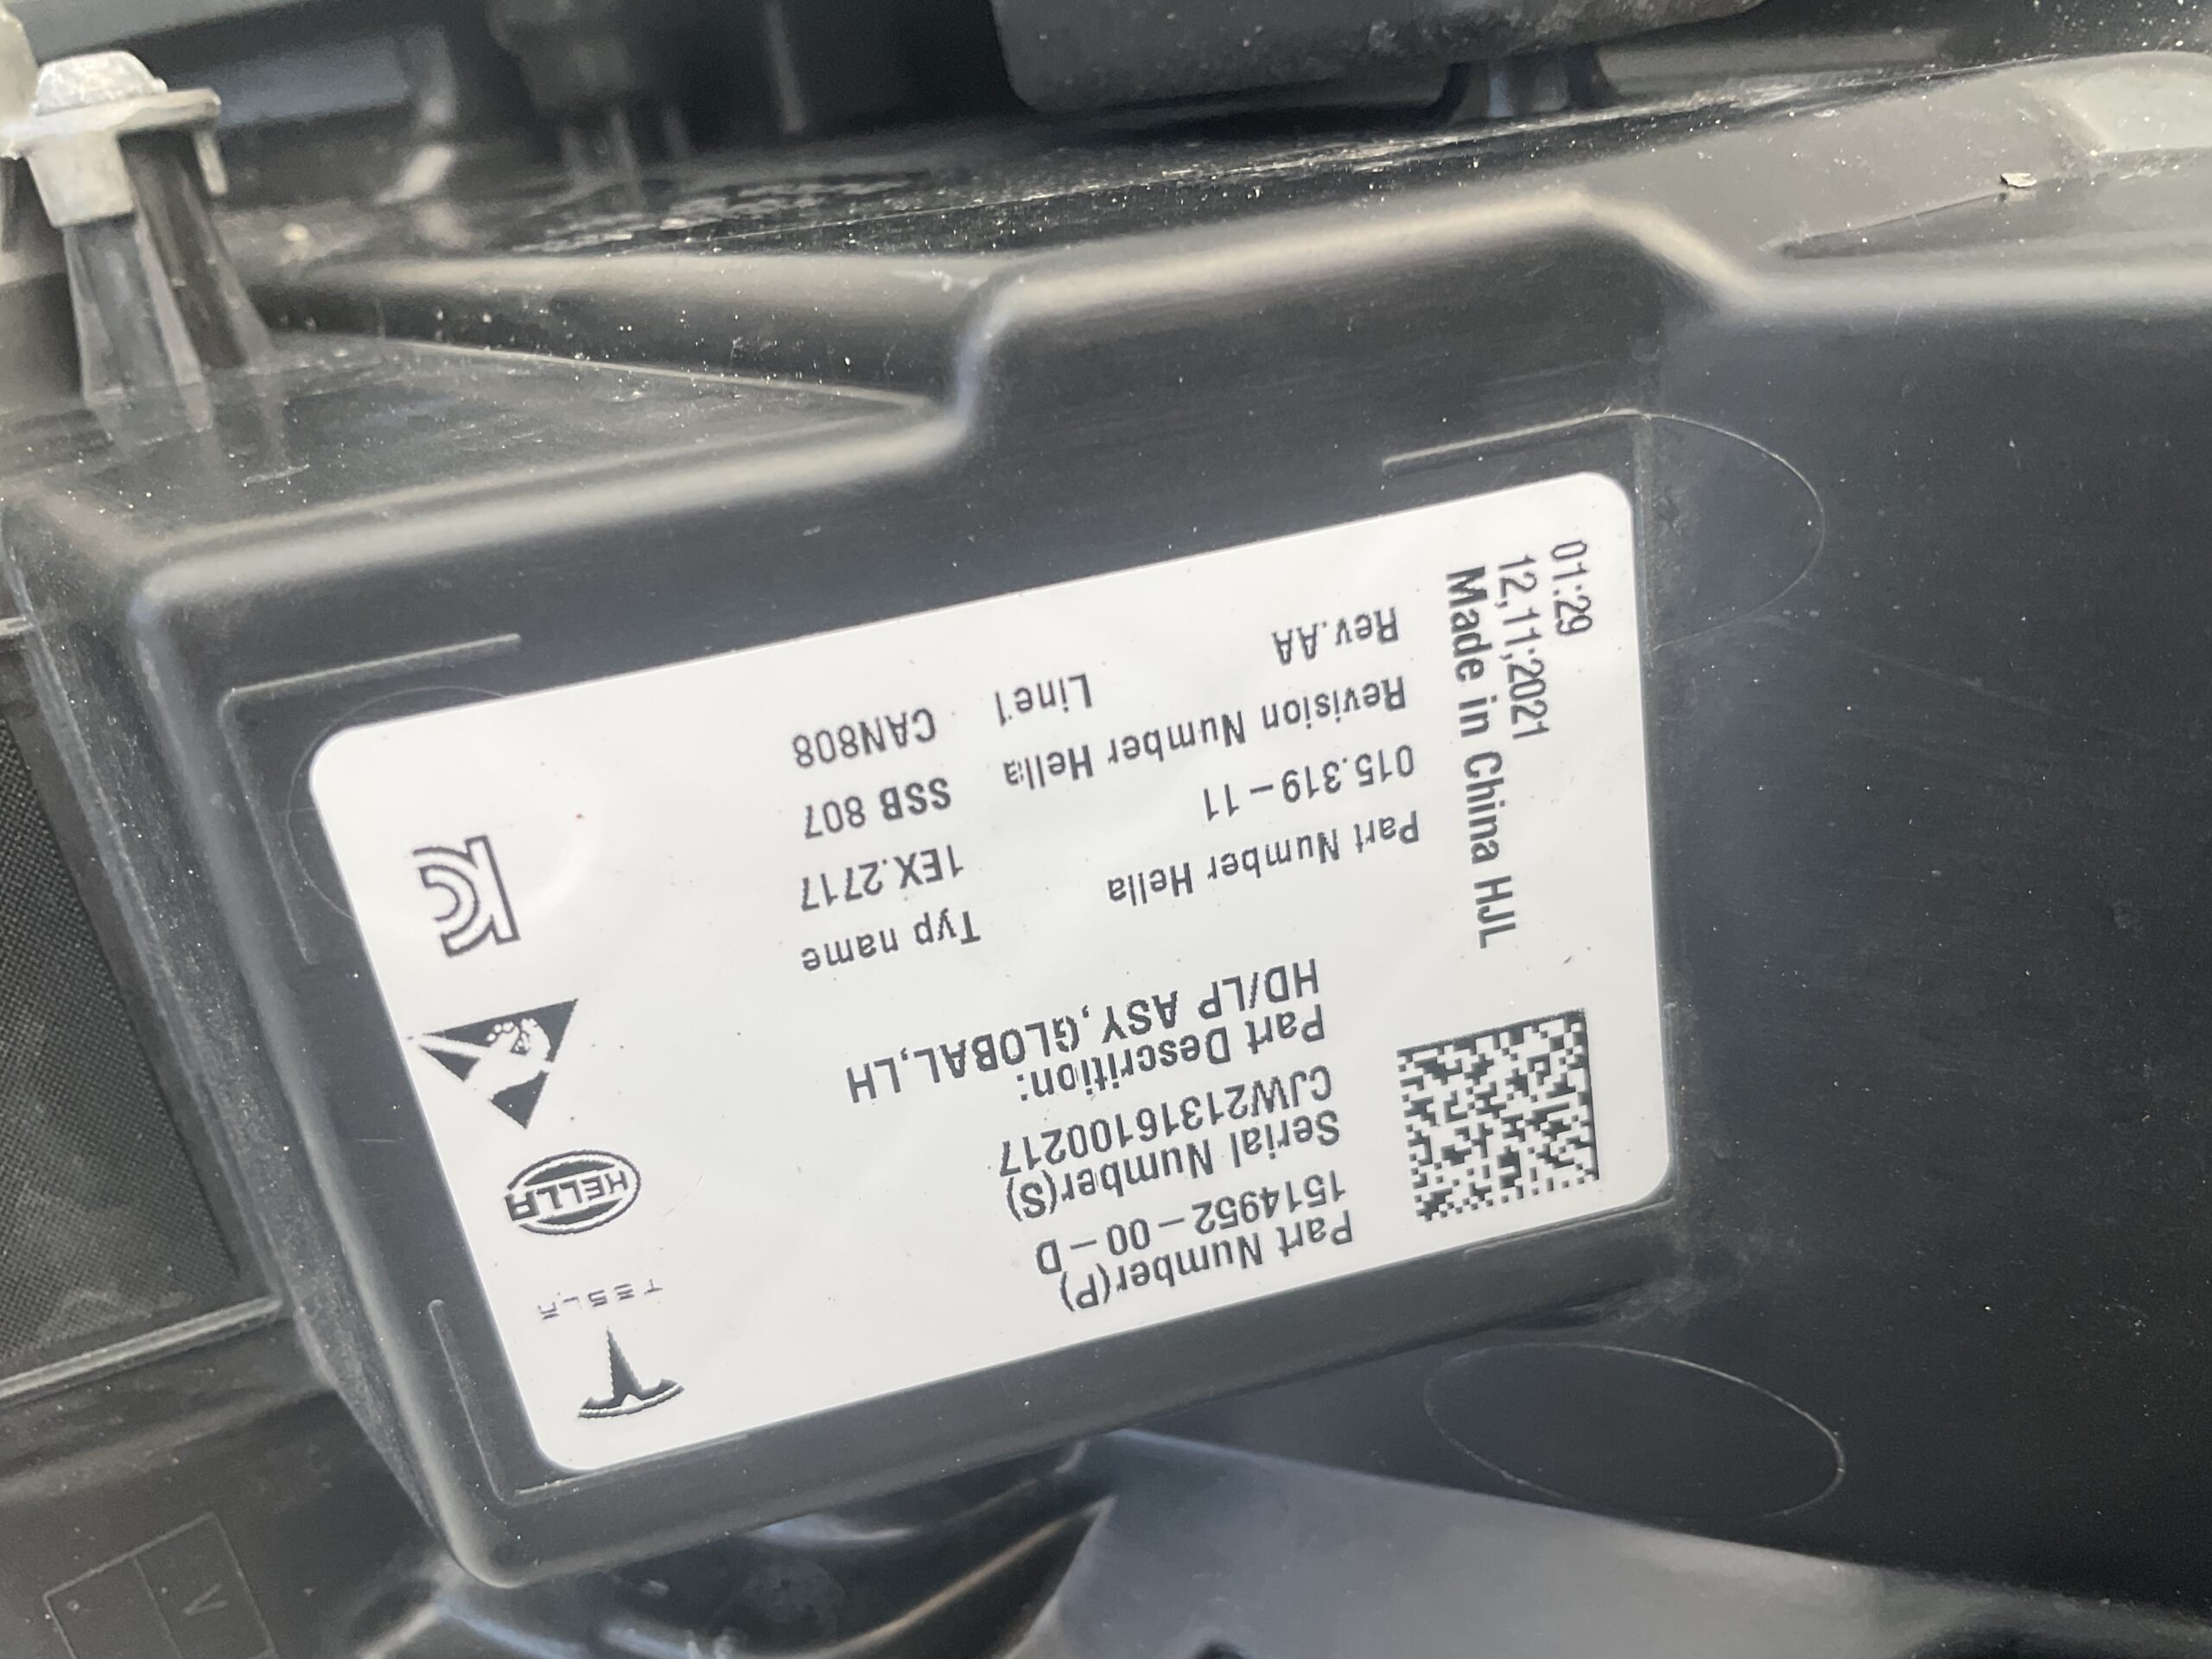 TESLA
HELLA
Part Number(P)
1514952-00-D
Serial Number(S)
CJW21316100217
Part Descrition:
HD/LP ASY,GLOBAL,LH
Part Number Hella
015.319-11
Revision Number Hella
Rev.AA
Line1
Typ name
1EX.2717
SSB 807
CAN808
Made in China HJL
12,11;2021
01:29